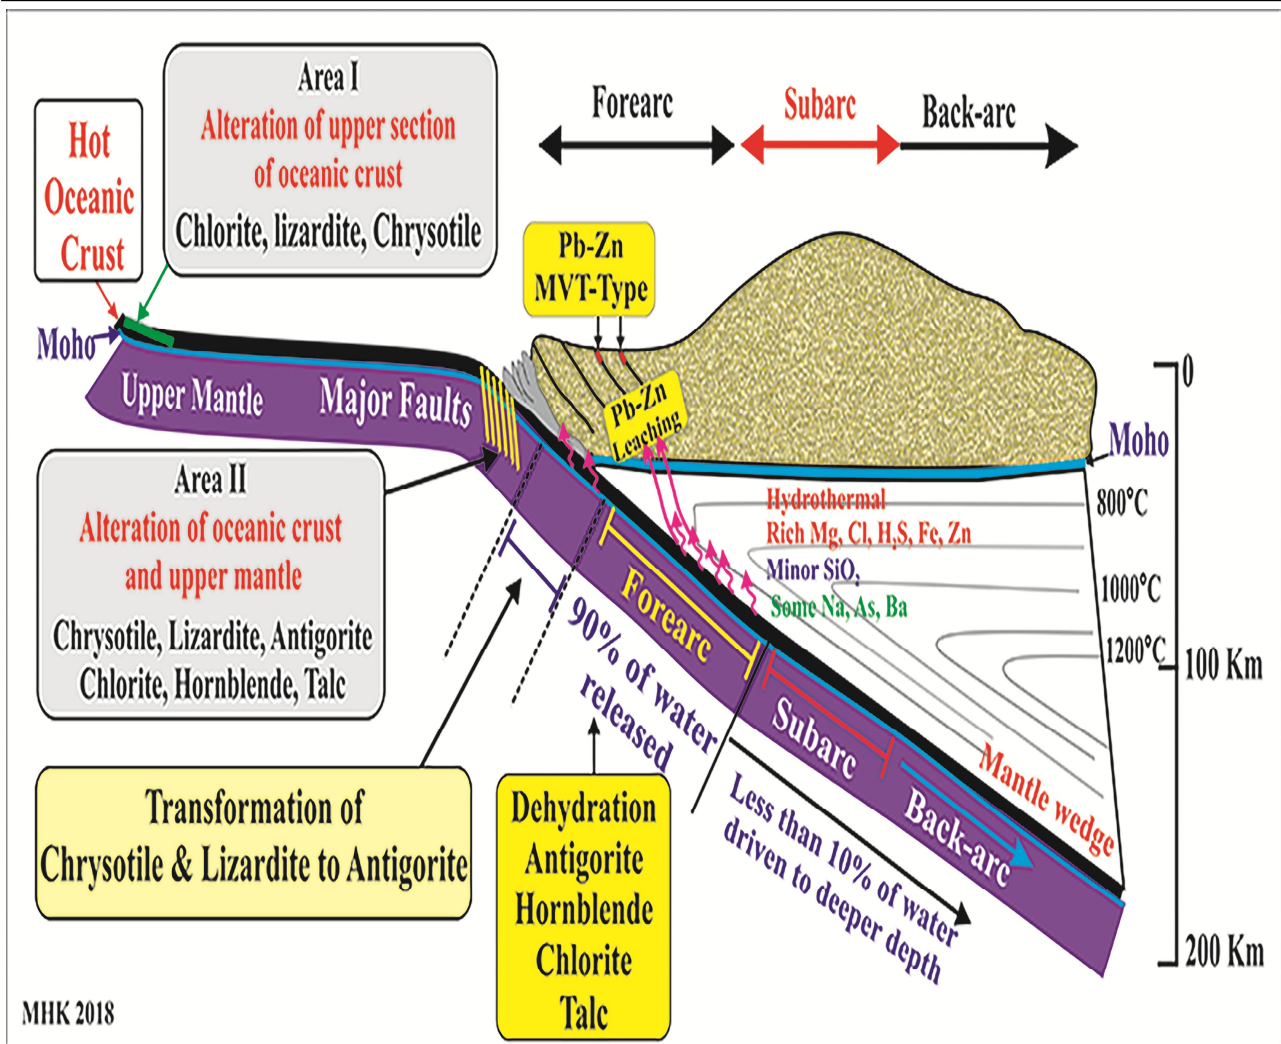 Area I
Alteration of upper section
of oceanic crust
Chlorite, lizardite, Chrysotile
Hot
Oceanic
Crust
Moho
Upper Mantle
Major Faults
Forearc
Subarc
Back-arc
Pb-Zn
MVT-Type
Pb-Zn
Leaching
0
Moho
800°C
1000°C
1200°C
100 Km
200 Km
Hydrothermal
Rich Mg, Cl, H₂S, Fe, Zn
Minor SiO₂
Some Na, As, Ba
Mantle wedge
Area II
Alteration of oceanic crust
and upper mantle
Chrysotile, Lizardite, Antigorite
Chlorite, Hornblende, Talc
Forearc
Subarc
Back-arc
90% of water
released
Less than 10% of water
driven to deeper depth
Transformation of
Chrysotile & Lizardite to Antigorite
Dehydration
Antigorite
Hornblende
Chlorite
Talc
MHK 2018